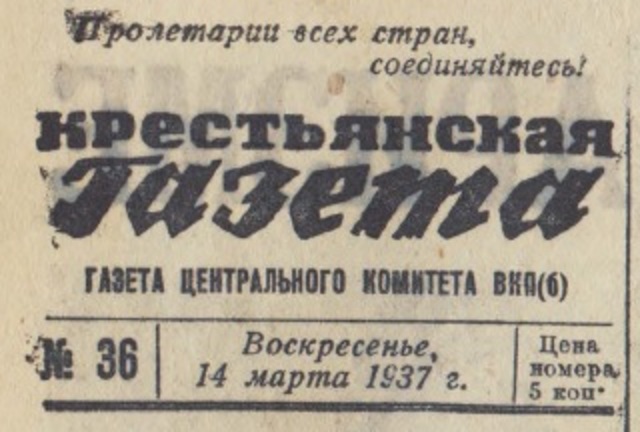 Пролетарии всех стран,
соединяйтесь!
крестьянская
газета
ГАЗЕТА ЦЕНТРАЛЬНОГО КОМИТЕТА ВКП(б)
№ 36
Воскресенье,
14 марта 1937 г.
Цена
номера
5 коп.